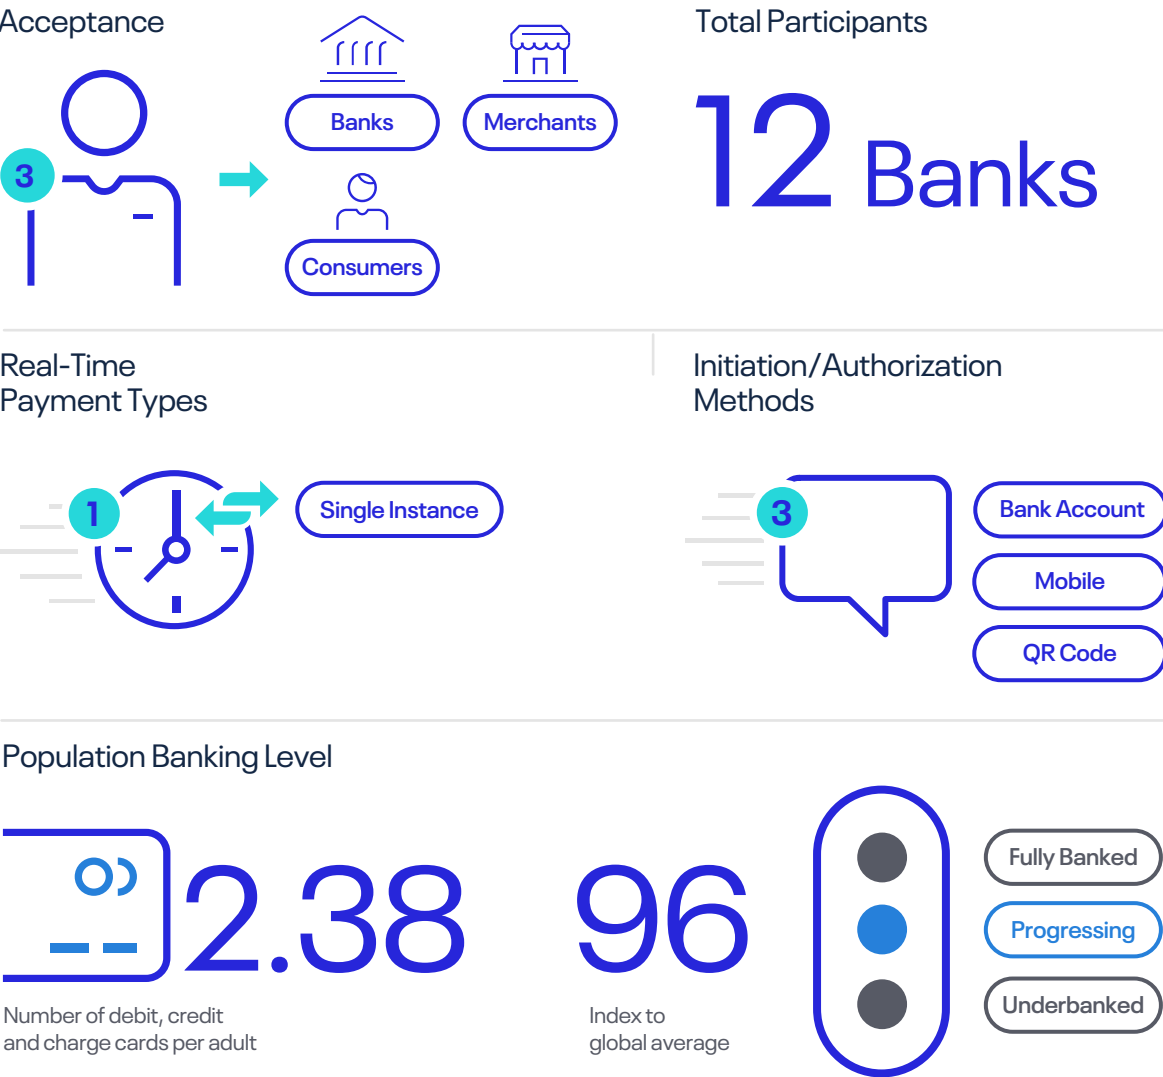 Acceptance
Total Participants
Banks
Merchants
3
Consumers
12 Banks
Real-Time
Payment Types
1
Single Instance
Initiation/Authorization
Methods
3
Bank Account
Mobile
QR Code
Population Banking Level
2.38
Number of debit, credit
and charge cards per adult
96
Index to
global average
Fully Banked
Progressing
Underbanked